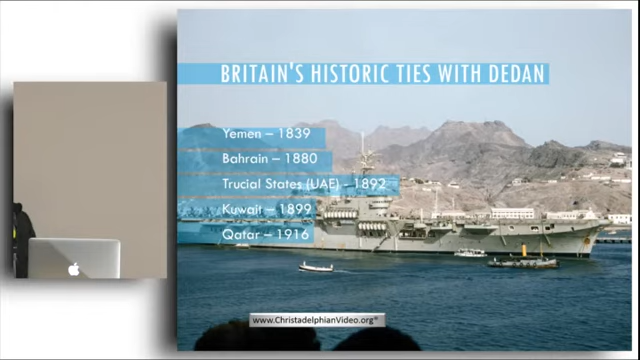 BRITAIN'S HISTORIC TIES WITH DEDAN
Yemen – 1839
Bahrain – 1880
Trucial States (UAE) - 1892
Kuwait – 1899
Qatar – 1916
www.ChristadelphianVideo.org®